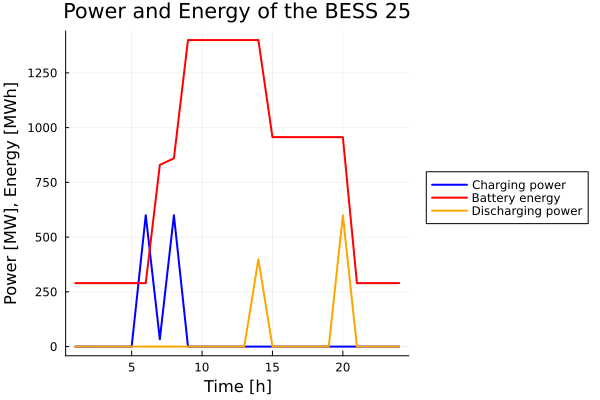 Power and Energy of the BESS 25
Power [MW], Energy [MWh]
1250
1000
750
500
250
0
5
10
15
20
Time [h]
Charging power
Battery energy
Discharging power